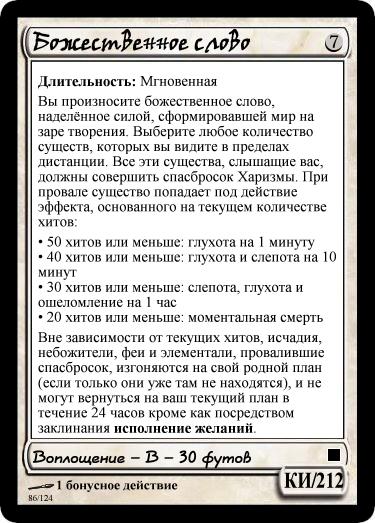 Божественное слово 7
Длительность: Мгновенная
Вы произносите божественное слово,
наделённое силой, сформировавшей мир на
заре творения. Выберите любое количество
существ, которых вы видите в пределах
дистанции. Все эти существа, слышащие вас,
должны совершить спасбросок Харизмы. При
провале существо попадает под действие
эффекта, основанного на текущем количестве
хитов:
• 50 хитов или меньше: глухота на 1 минуту
• 40 хитов или меньше: глухота и слепота на 10
минут
• 30 хитов или меньше: слепота, глухота и
ошеломление на 1 час
• 20 хитов или меньше: моментальная смерть
Вне зависимости от текущих хитов, исчадия,
небожители, феи и элементали, провалившие
спасбросок, изгоняются на свой родной план
(если только они уже там не находятся), и не
могут вернуться на ваш текущий план в
течение 24 часов кроме как посредством
заклинания исполнение желаний.
Воплощение – В – 30 футов
1 бонусное действие
КИ/212
86/124